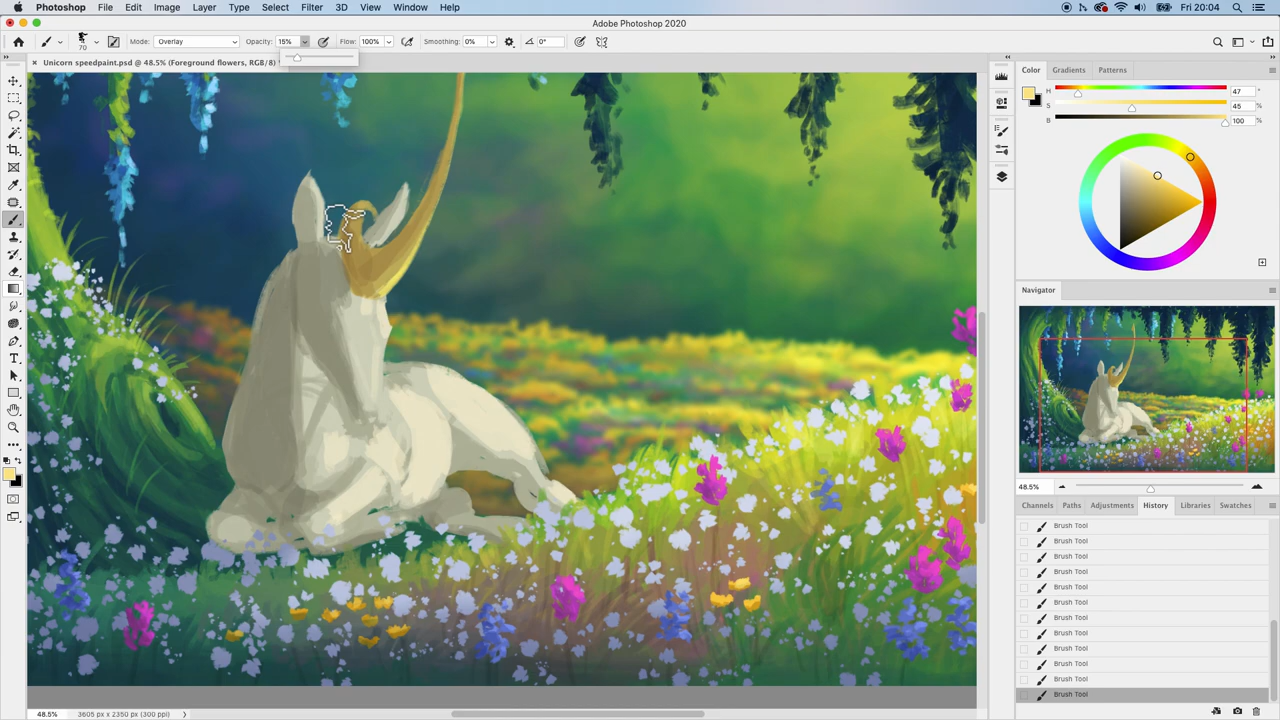 Photoshop File Edit Image Layer Type Select Filter 3D View Window Help Fri 20:04
Adobe Photoshop 2020
70 Mode: Overlay Opacity: 15% Flow: 100% Smoothing: 0% 0°
Unicorn speedpaint.psd @ 48.5% (Foreground flowers, RGB/8)
Color Gradients Patterns
H 47 °
S 45 %
B 100 %
Navigator
48.5%
Channels Paths Adjustments History Libraries Swatches
Brush Tool
Brush Tool
Brush Tool
Brush Tool
Brush Tool
Brush Tool
Brush Tool
Brush Tool
Brush Tool
Brush Tool
Brush Tool
Brush Tool
48.5% 3605 px x 2350 px (300 ppi)